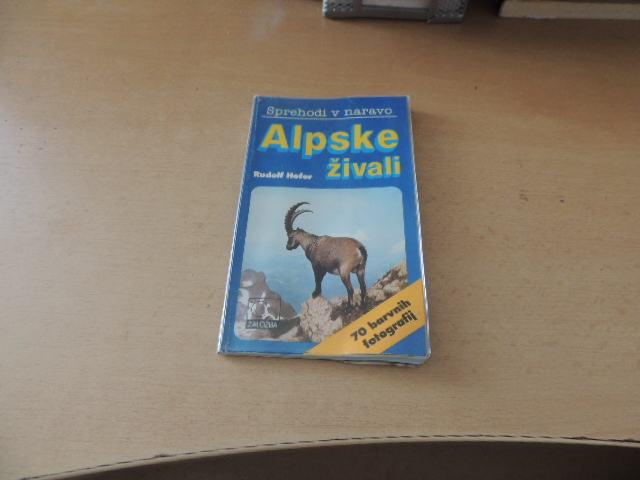 Sprehodi v naravo
Alpske
živali
Rudolf Hofer
70 barvnih
fotografij